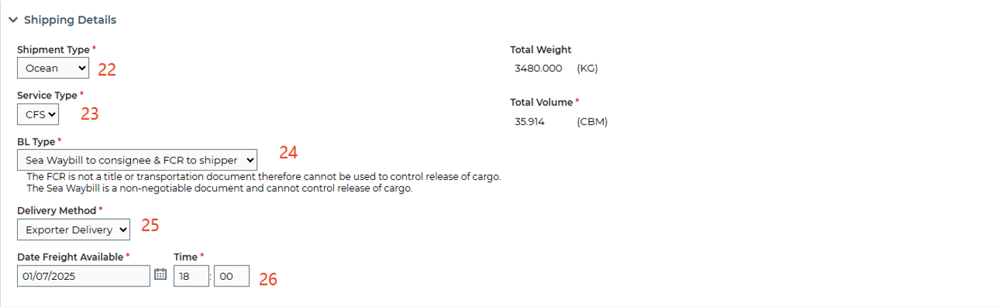 Shipping Details
Shipment Type *
Ocean
22
Service Type *
CFS
23
BL Type *
Sea Waybill to consignee & FCR to shipper
24
The FCR is not a title or transportation document therefore cannot be used to control release of cargo.
The Sea Waybill is a non-negotiable document and cannot control release of cargo.
Delivery Method *
Exporter Delivery
25
Date Freight Available * Time *
01/07/2025 18 : 00
26
Total Weight
3480.000 (KG)
Total Volume *
35.914 (CBM)